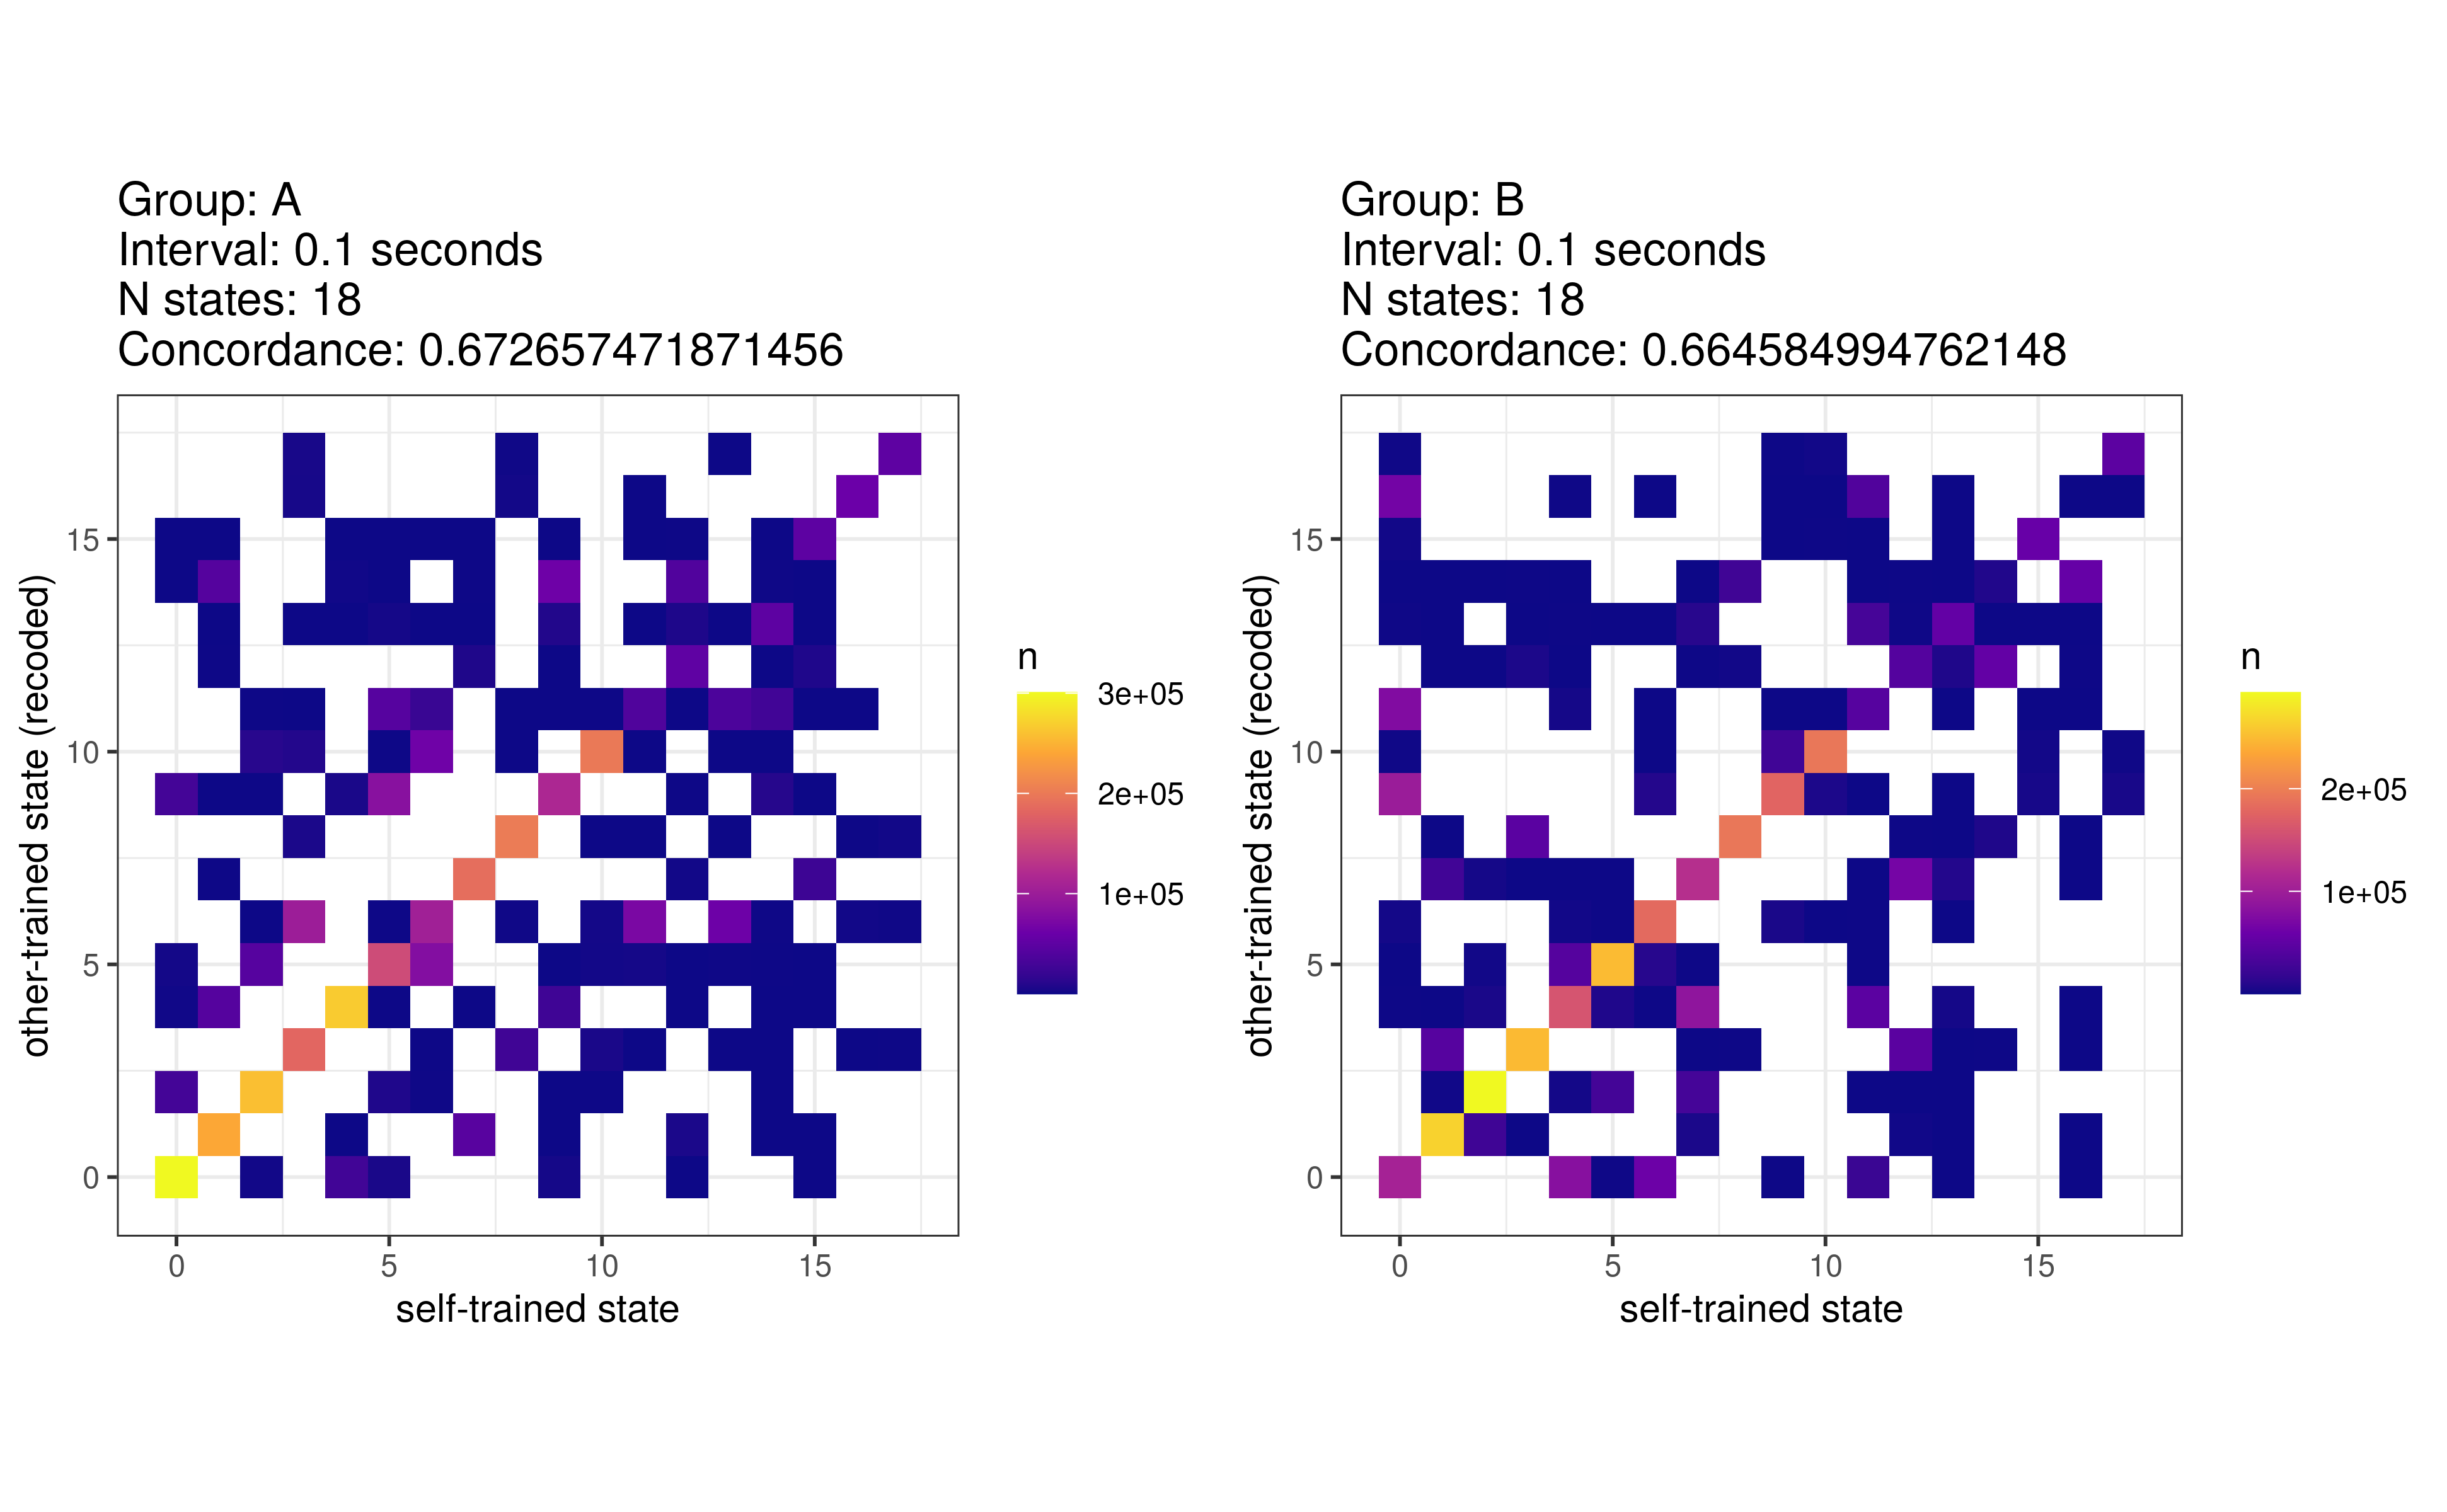 Group: A
Interval: 0.1 seconds
N states: 18
Concordance: 0.672657471871456
other-trained state (recoded)
15
10
5
0
0 5 10 15
self-trained state
n
3e+05
2e+05
1e+05
Group: B
Interval: 0.1 seconds
N states: 18
Concordance: 0.664584994762148
other-trained state (recoded)
15
10
5
0
0 5 10 15
self-trained state
n
2e+05
1e+05